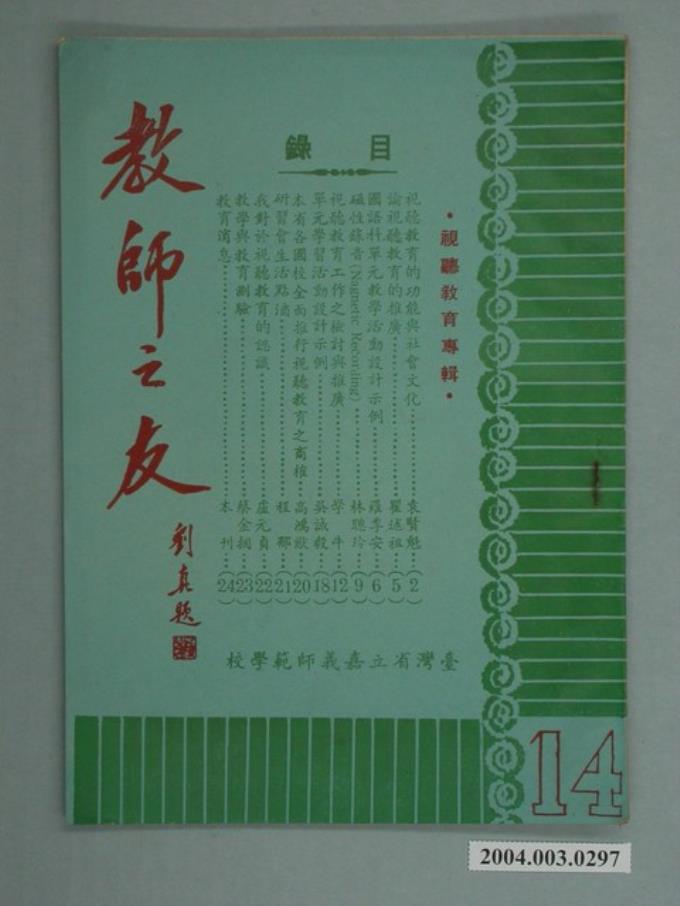 教師之友
劉真題
目錄
•視聽教育專輯•
視聽教育的功能與社會文化……袁賢魁(2)
論視聽教育的推廣……瞿述祖(5)
國語科單元教學活動設計示例……羅季安(6)
磁性錄音(Nagnetic Recording)……林聰玲(9)
視聽教育工作之檢討與推廣……學牛(12)
單元學習活動設計示例……吳誠毅(18)
本省各國校全面推行視聽教育之商榷……高鴻猷(20)
研習會生活點滴……程鄂(21)
我對於視聽教育的認識……盧元貞(22)
教學與教育測驗……蔡金(23)
教育消息……本刊(24)
臺灣省立嘉義師範學校
14
2004.003.0297